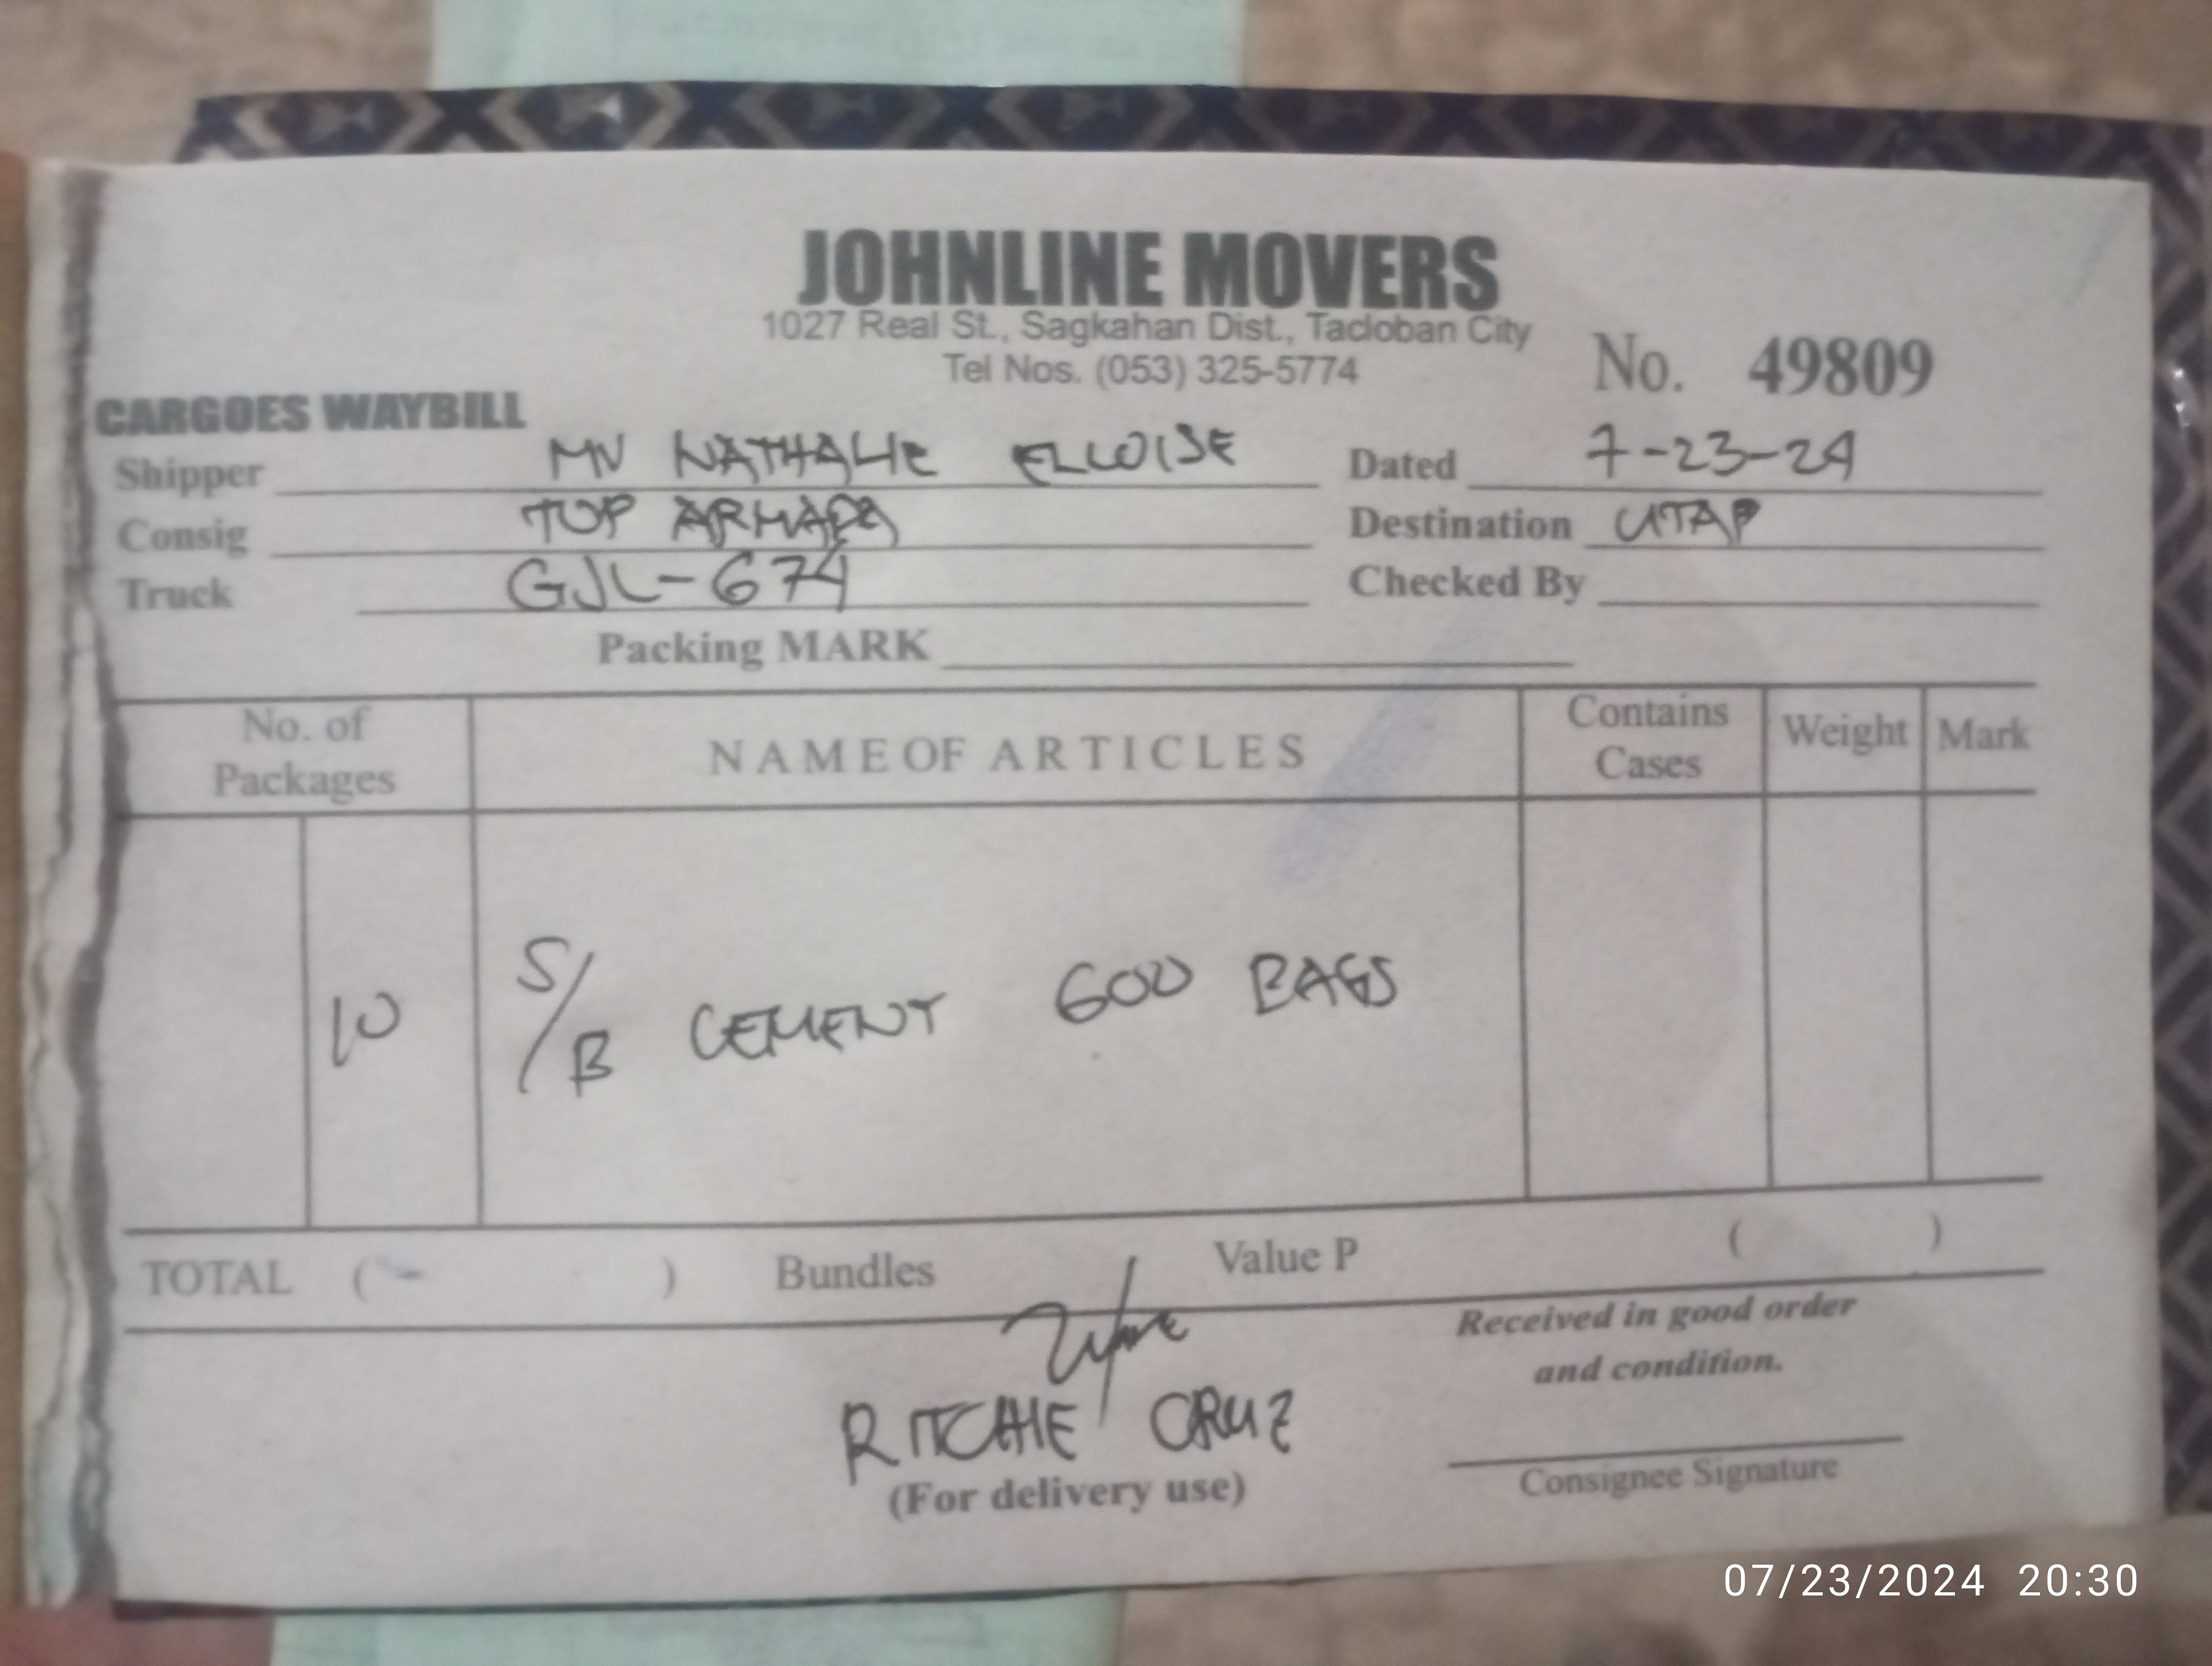 JOHNLINE MOVERS
1027 Real St., Sagkahan Dist., Tacloban City
Tel Nos. (053) 325-5774
No. 49809
CARGOES WAYBILL
Shipper MV NATHALIE ELLOISE Dated 7-23-24
Consig TOP ARMADA Destination UTAP
Truck GJL-674 Checked By
Packing MARK
No. of Packages NAME OF ARTICLES Contains Cases Weight Mark
10 S/B CEMENT 600 BAGS
TOTAL ( - ) Bundles Value P ( )
Received in good order
and condition.
RITCHIE CRUZ
(For delivery use)
Consignee Signature
07/23/2024 20:30